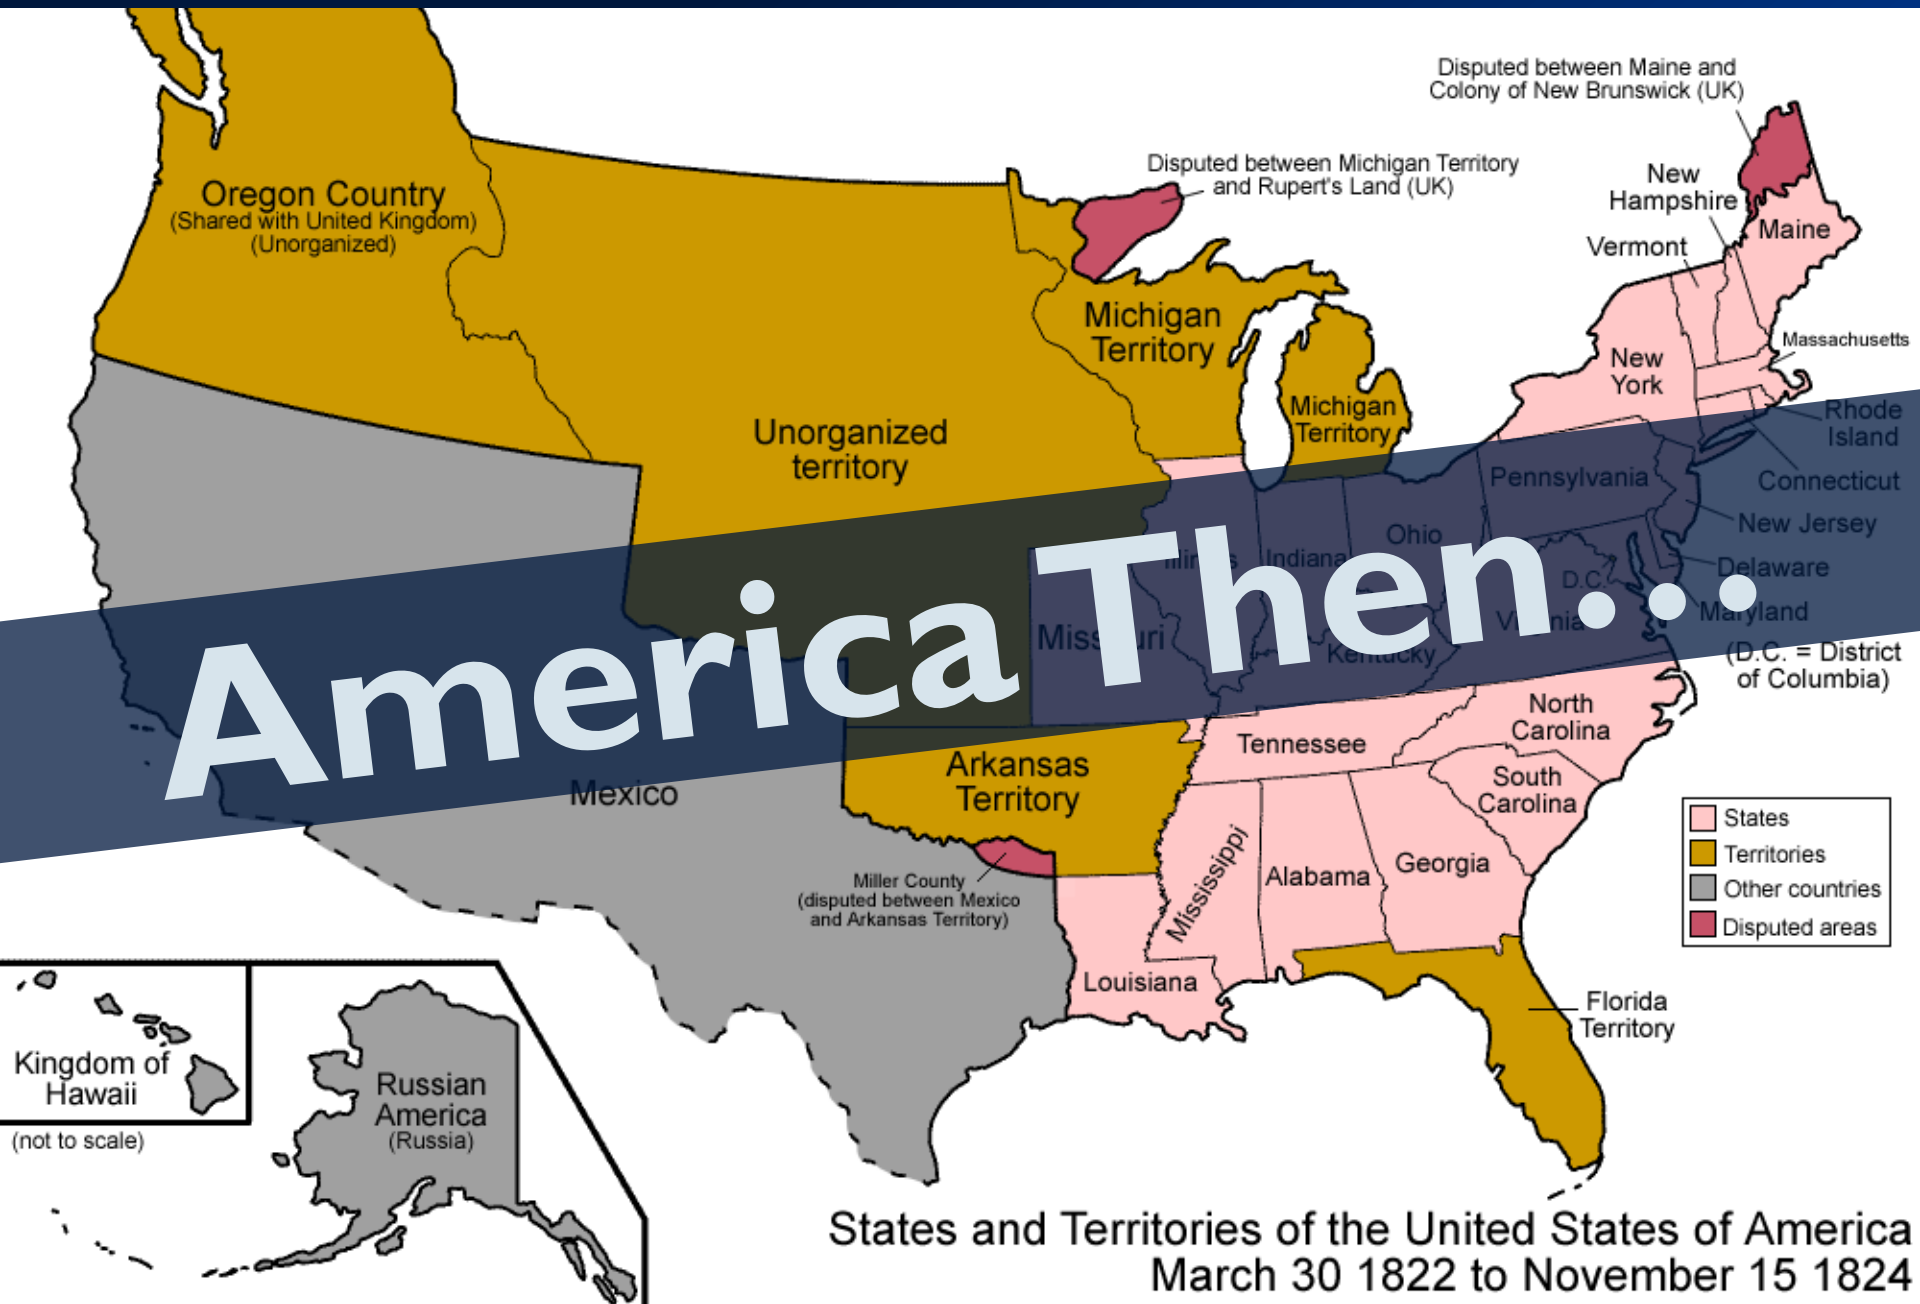 Disputed between Maine and
Colony of New Brunswick (UK)
Disputed between Michigan Territory
and Rupert's Land (UK)
New
Hampshire
Oregon Country
(Shared with United Kingdom)
(Unorganized)
Vermont
Maine
Michigan
Territory
Massachusetts
New
York
Michigan
Territory
Rhode
Island
Unorganized
territory
Pennsylvania
Connecticut
New Jersey
Ohio
Illinois
Indiana
D.C.
Delaware
Maryland
Virginia
Missouri
Kentucky
America Then...
(D.C. = District
of Columbia)
North
Carolina
Tennessee
Arkansas
Territory
South
Carolina
Mexico
States
Territories
Other countries
Disputed areas
Mississippi
Alabama
Georgia
Miller County
(disputed between Mexico
and Arkansas Territory)
Louisiana
Florida
Territory
Kingdom of
Hawaii
(not to scale)
Russian
America
(Russia)
States and Territories of the United States of America
March 30 1822 to November 15 1824